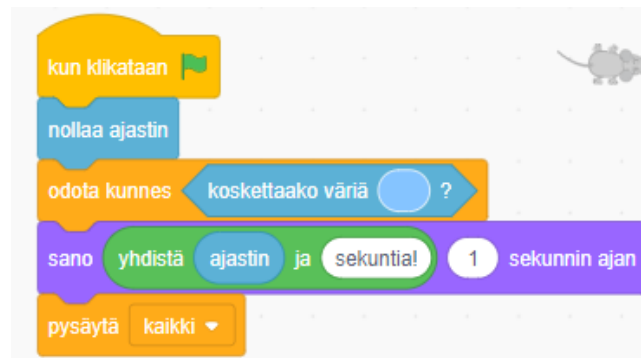 kun klikataan
nollaa ajastin
odota kunnes koskettaako väriä ?
sano yhdistä ajastin ja sekuntia! 1 sekunnin ajan
pysäytä kaikki